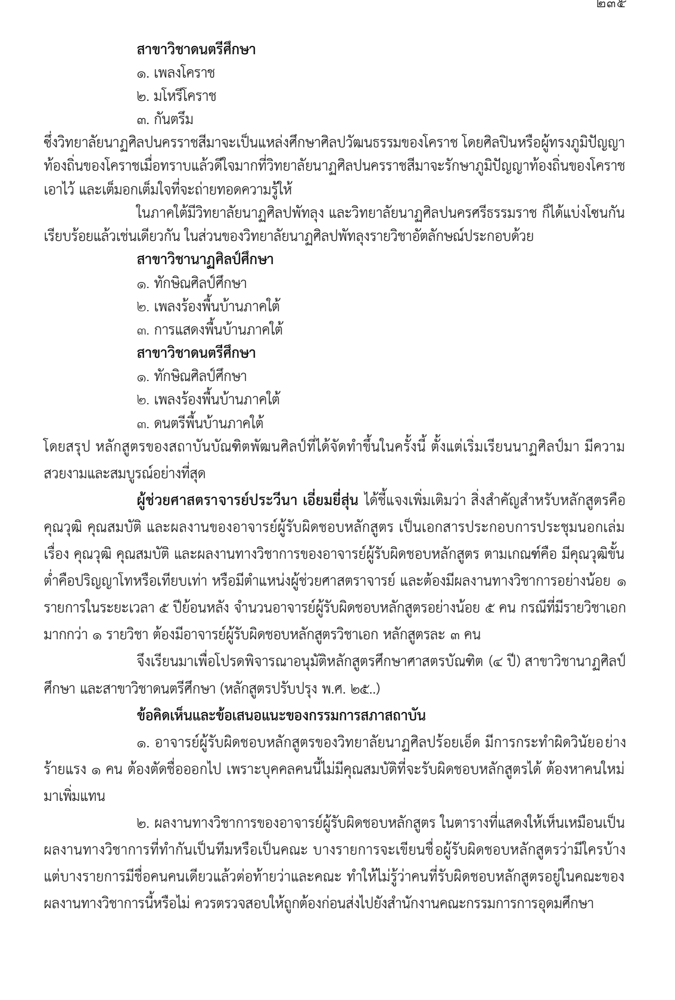 ๒๓๕
สาขาวิชาดนตรีศึกษา
๑. เพลงโคราช
๒. มโหรีโคราช
๓. กันตรึม
ซึ่งวิทยาลัยนาฏศิลปนครราชสีมาจะเป็นแหล่งศึกษาศิลปวัฒนธรรมของโคราช โดยศิลปินหรือผู้ทรงภูมิปัญญา
ท้องถิ่นของโคราชเมื่อทราบแล้วดีใจมากที่วิทยาลัยนาฏศิลปนครราชสีมาจะรักษาภูมิปัญญาท้องถิ่นของโคราช
เอาไว้ และเต็มอกเต็มใจที่จะถ่ายทอดความรู้ให้
ในภาคใต้มีวิทยาลัยนาฏศิลปพัทลุง และวิทยาลัยนาฏศิลปนครศรีธรรมราช ก็ได้แบ่งโซนกัน
เรียบร้อยแล้วเช่นเดียวกัน ในส่วนของวิทยาลัยนาฏศิลปพัทลุงรายวิชาอัตลักษณ์ประกอบด้วย
สาขาวิชานาฏศิลป์ศึกษา
๑. ทักษิณศิลป์ศึกษา
๒. เพลงร้องพื้นบ้านภาคใต้
๓. การแสดงพื้นบ้านภาคใต้
สาขาวิชาดนตรีศึกษา
๑. ทักษิณศิลป์ศึกษา
๒. เพลงร้องพื้นบ้านภาคใต้
๓. ดนตรีพื้นบ้านภาคใต้
โดยสรุป หลักสูตรของสถาบันบัณฑิตพัฒนศิลป์ที่ได้จัดทำขึ้นในครั้งนี้ ตั้งแต่เริ่มเรียนนาฏศิลป์มา มีความ
สวยงามและสมบูรณ์อย่างที่สุด
ผู้ช่วยศาสตราจารย์ประวีนา เอี่ยมยี่สุ่น ได้ชี้แจงเพิ่มเติมว่า สิ่งสำคัญสำหรับหลักสูตรคือ
คุณวุฒิ คุณสมบัติ และผลงานของอาจารย์ผู้รับผิดชอบหลักสูตร เป็นเอกสารประกอบการประชุมนอกเล่ม
เรื่อง คุณวุฒิ คุณสมบัติ และผลงานทางวิชาการของอาจารย์ผู้รับผิดชอบหลักสูตร ตามเกณฑ์คือ มีคุณวุฒิขั้น
ต่ำคือปริญญาโทหรือเทียบเท่า หรือมีตำแหน่งผู้ช่วยศาสตราจารย์ และต้องมีผลงานทางวิชาการอย่างน้อย ๑
รายการในระยะเวลา ๕ ปีย้อนหลัง จำนวนอาจารย์ผู้รับผิดชอบหลักสูตรอย่างน้อย ๕ คน กรณีที่มีรายวิชาเอก
มากกว่า ๑ รายวิชา ต้องมีอาจารย์ผู้รับผิดชอบหลักสูตรวิชาเอก หลักสูตรละ ๓ คน
จึงเรียนมาเพื่อโปรดพิจารณาอนุมัติหลักสูตรศึกษาศาสตรบัณฑิต (๔ ปี) สาขาวิชานาฏศิลป์
ศึกษา และสาขาวิชาดนตรีศึกษา (หลักสูตรปรับปรุง พ.ศ. ๒๕..)
ข้อคิดเห็นและข้อเสนอแนะของกรรมการสภาสถาบัน
๑. อาจารย์ผู้รับผิดชอบหลักสูตรของวิทยาลัยนาฏศิลปร้อยเอ็ด มีการกระทำผิดวินัยอย่าง
ร้ายแรง ๑ คน ต้องตัดชื่อออกไป เพราะบุคคลคนนี้ไม่มีคุณสมบัติที่จะรับผิดชอบหลักสูตรได้ ต้องหาคนใหม่
มาเพิ่มแทน
๒. ผลงานทางวิชาการของอาจารย์ผู้รับผิดชอบหลักสูตร ในตารางที่แสดงให้เห็นเหมือนเป็น
ผลงานทางวิชาการที่ทำกันเป็นทีมหรือเป็นคณะ บางรายการจะเขียนชื่อผู้รับผิดชอบหลักสูตรว่ามีใครบ้าง
แต่บางรายการมีชื่อคนคนเดียวแล้วต่อท้ายว่าและคณะ ทำให้ไม่รู้ว่าคนที่รับผิดชอบหลักสูตรอยู่ในคณะของ
ผลงานทางวิชาการนี้หรือไม่ ควรตรวจสอบให้ถูกต้องก่อนส่งไปยังสำนักงานคณะกรรมการการอุดมศึกษา